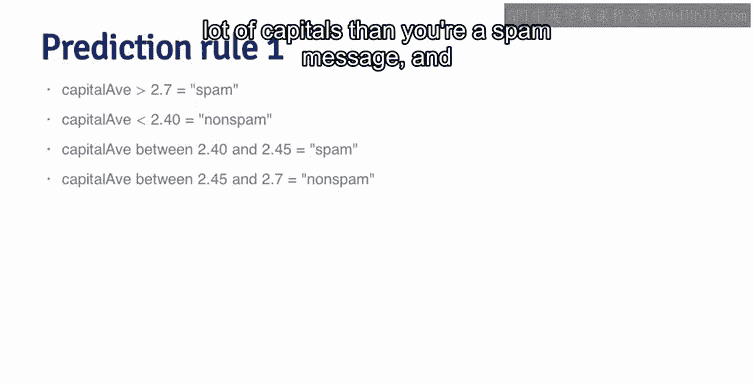 lot of capitals than you're a spam
message, and
Prediction rule 1
· capitalAve > 2.7 = "spam"
· capitalAve < 2.40 = "nonspam"
· capitalAve between 2.40 and 2.45 = "spam"
· capitalAve between 2.45 and 2.7 = "nonspam"